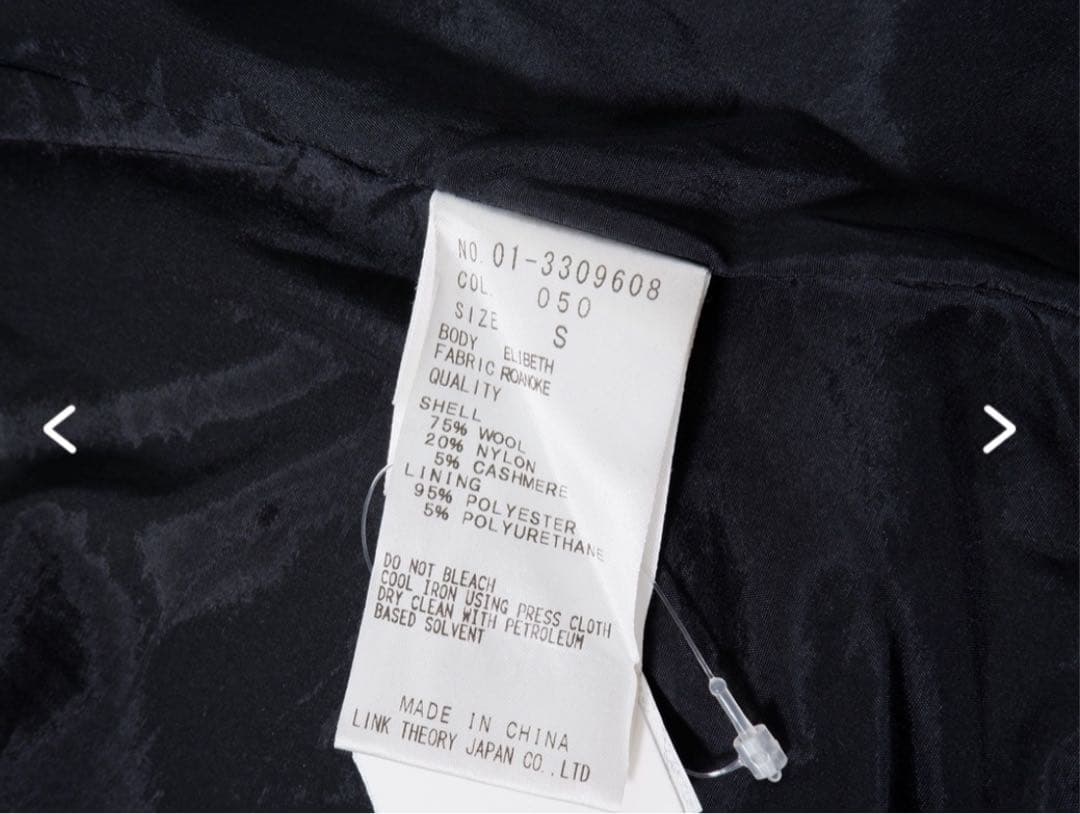 NO. 01-3309608
COL. 050
SIZE S
BODY ELIBETH
FABRIC ROANOKE
QUALITY
SHELL
75% WOOL
20% NYLON
5% CASHMERE
LINING
95% POLYESTER
5% POLYURETHANE
DO NOT BLEACH
COOL IRON USING PRESS CLOTH
DRY CLEAN WITH PETROLEUM
BASED SOLVENT
MADE IN CHINA
LINK THEORY JAPAN CO.,LTD